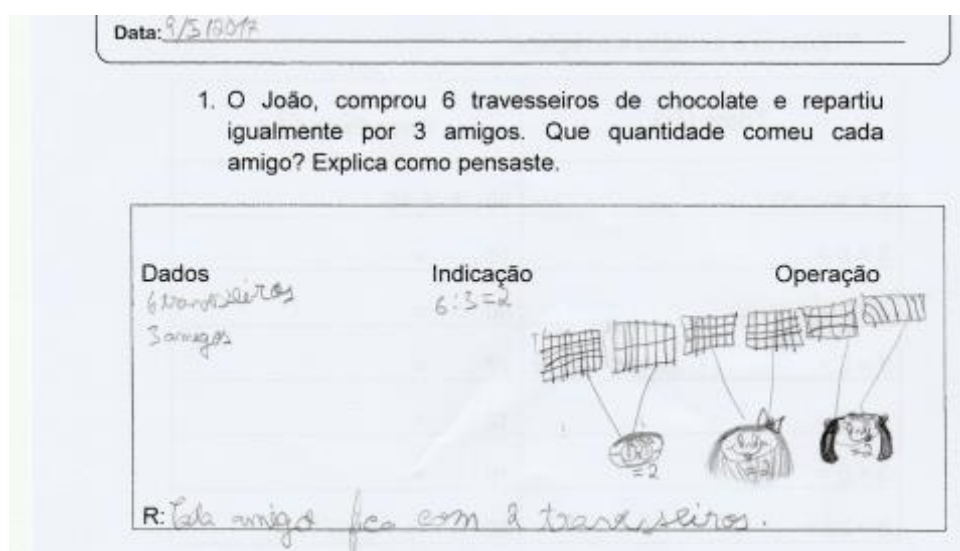 Data: 9/5/2017
1. O João, comprou 6 travesseiros de chocolate e repartiu
igualmente por 3 amigos. Que quantidade comeu cada
amigo? Explica como pensaste.
Dados Indicação Operação
6 travesseiros 6:3=2
3 amigos
=2 =2 =2
R: Cada amigo fica com 2 travesseiros.